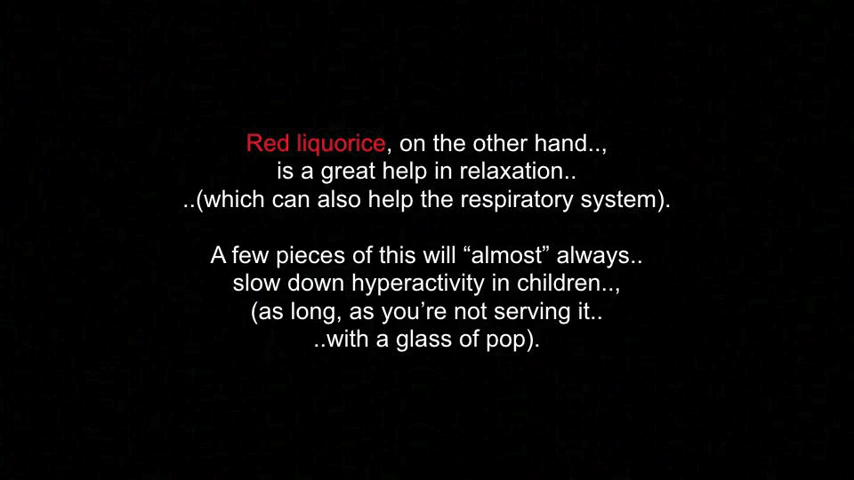 Red liquorice, on the other hand..,
is a great help in relaxation..
..(which can also help the respiratory system).
A few pieces of this will “almost” always..
slow down hyperactivity in children..,
(as long, as you’re not serving it..
..with a glass of pop).